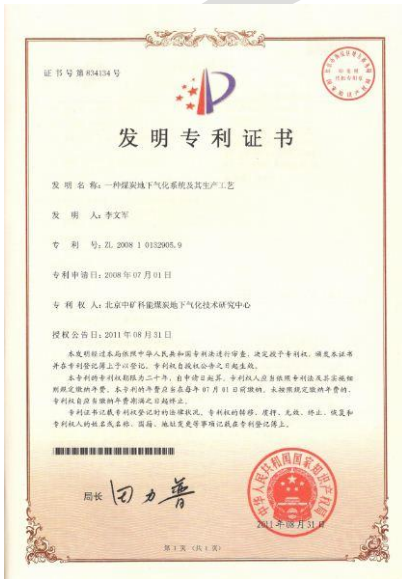 证书号第834134号
发明专利证书
发 明 名 称：一种煤炭地下气化系统及其生产工艺
发 明 人：李文军
专 利 号：ZL 2008 1 0132905.9
专利申请日：2008年07月01日
专 利 权 人：北京中矿科能煤炭地下气化技术研究中心
授权公告日：2011年08月31日
本发明经过本局依照中华人民共和国专利法进行审查，决定授予专利权，颁发本证书
并在专利登记簿上予以登记。专利权自授权公告之日起生效。
本专利的专利权期限为二十年，自申请日起算。专利权人应当依照专利法及其实施细
则规定缴纳年费。本专利的年费应当在每年07月01日前缴纳。未按照规定缴纳年费的，
专利权自应当缴纳年费期满之日起终止。
专利证书记载专利权登记时的法律状况。专利权的转移、质押、无效、终止、恢复和
专利权人的姓名或名称、国籍、地址变更等事项记载在专利登记簿上。
局长 田力普
中华人民共和国国家知识产权局
2011年08月31日
第1页（共1页）